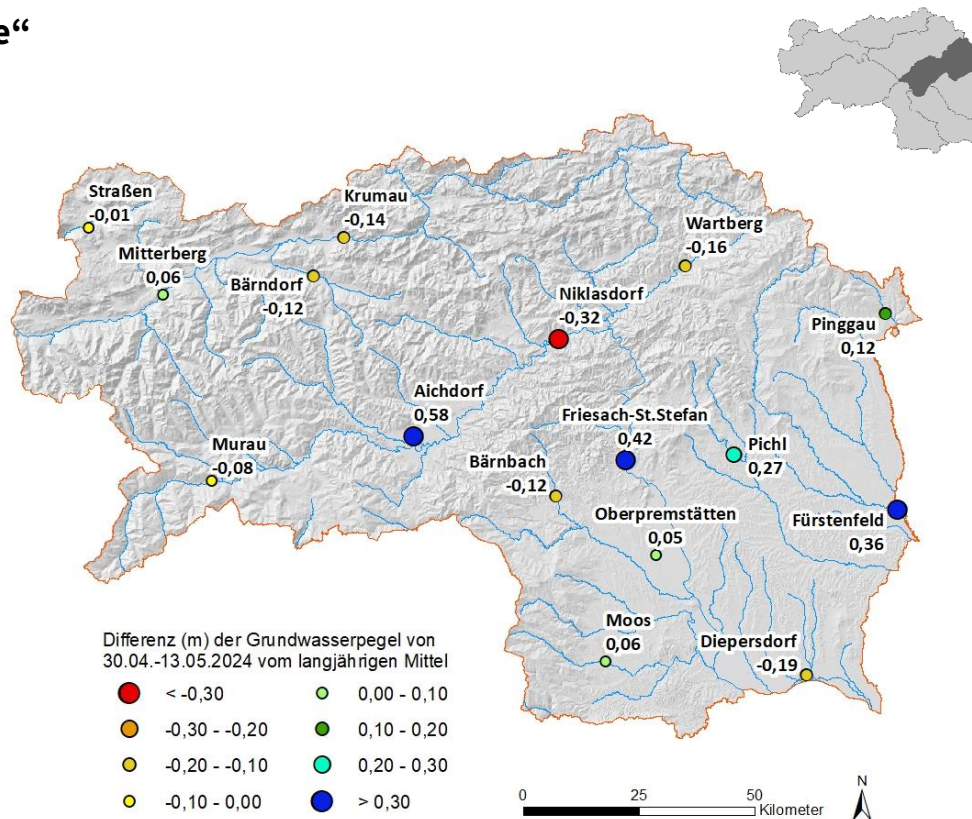 e“
Straßen
-0,01
Krumau
-0,14
Wartberg
-0,16
Mitterberg
0,06
Bärndorf
-0,12
Niklasdorf
-0,32
Pinggau
0,12
Aichdorf
0,58
Friesach-St.Stefan
0,42
Pichl
0,27
Murau
-0,08
Bärnbach
-0,12
Oberpremstätten
0,05
Fürstenfeld
0,36
Moos
0,06
Diepersdorf
-0,19
Differenz (m) der Grundwasserpegel von
30.04.-13.05.2024 vom langjährigen Mittel
< -0,30
-0,30 - -0,20
-0,20 - -0,10
-0,10 - 0,00
0,00 - 0,10
0,10 - 0,20
0,20 - 0,30
> 0,30
0 25 50
Kilometer
N